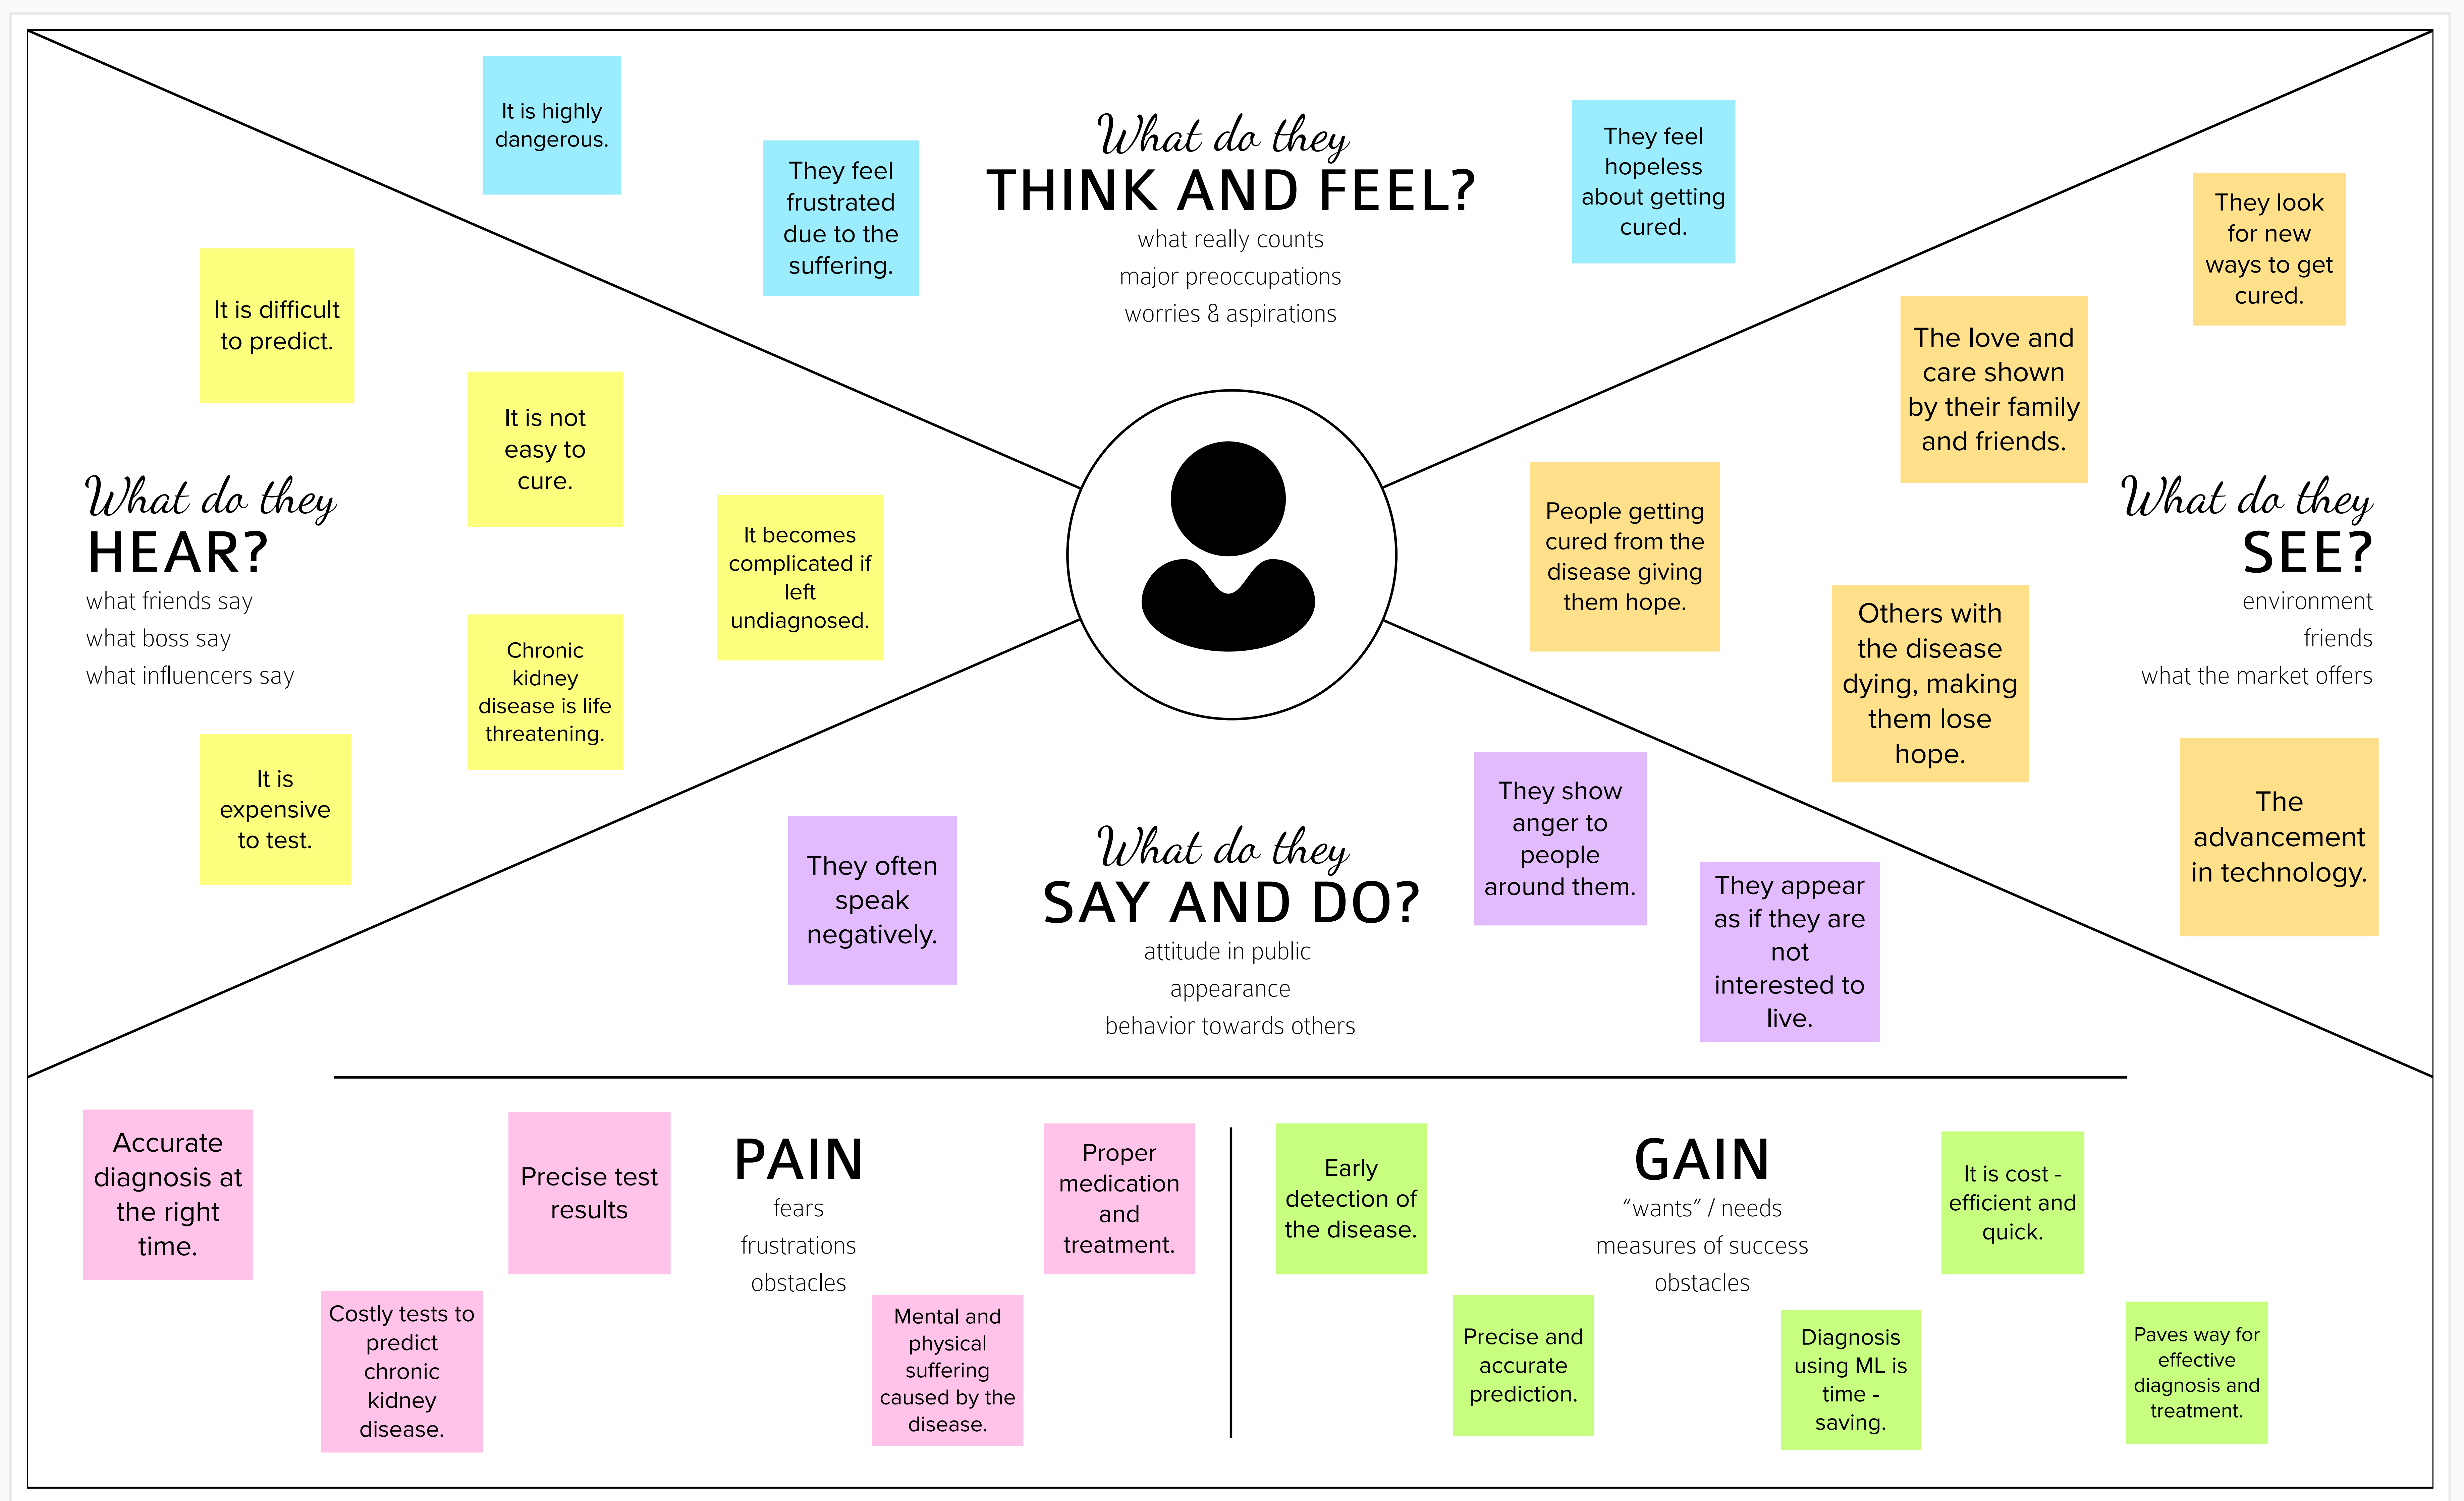 It is highly
dangerous.
They feel
frustrated
due to the
suffering.
What do they
THINK AND FEEL?
what really counts
major preoccupations
worries & aspirations
They feel
hopeless
about getting
cured.
It is difficult
to predict.
It is not
easy to
cure.
It becomes
complicated if
left
undiagnosed.
What do they
HEAR?
what friends say
what boss say
what influencers say
Chronic
kidney
disease is life
threatening.
It is
expensive
to test.
They look
for new
ways to get
cured.
The love and
care shown
by their family
and friends.
People getting
cured from the
disease giving
them hope.
What do they
SEE?
environment
friends
what the market offers
Others with
the disease
dying, making
them lose
hope.
The
advancement
in technology.
They often
speak
negatively.
What do they
SAY AND DO?
attitude in public
appearance
behavior towards others
They show
anger to
people
around them.
They appear
as if they are
not
interested to
live.
Accurate
diagnosis at
the right
time.
Precise test
results
PAIN
fears
frustrations
obstacles
Proper
medication
and
treatment.
Costly tests to
predict
chronic
kidney
disease.
Mental and
physical
suffering
caused by the
disease.
Early
detection of
the disease.
GAIN
“wants” / needs
measures of success
obstacles
It is cost -
efficient and
quick.
Precise and
accurate
prediction.
Diagnosis
using ML is
time -
saving.
Paves way for
effective
diagnosis and
treatment.